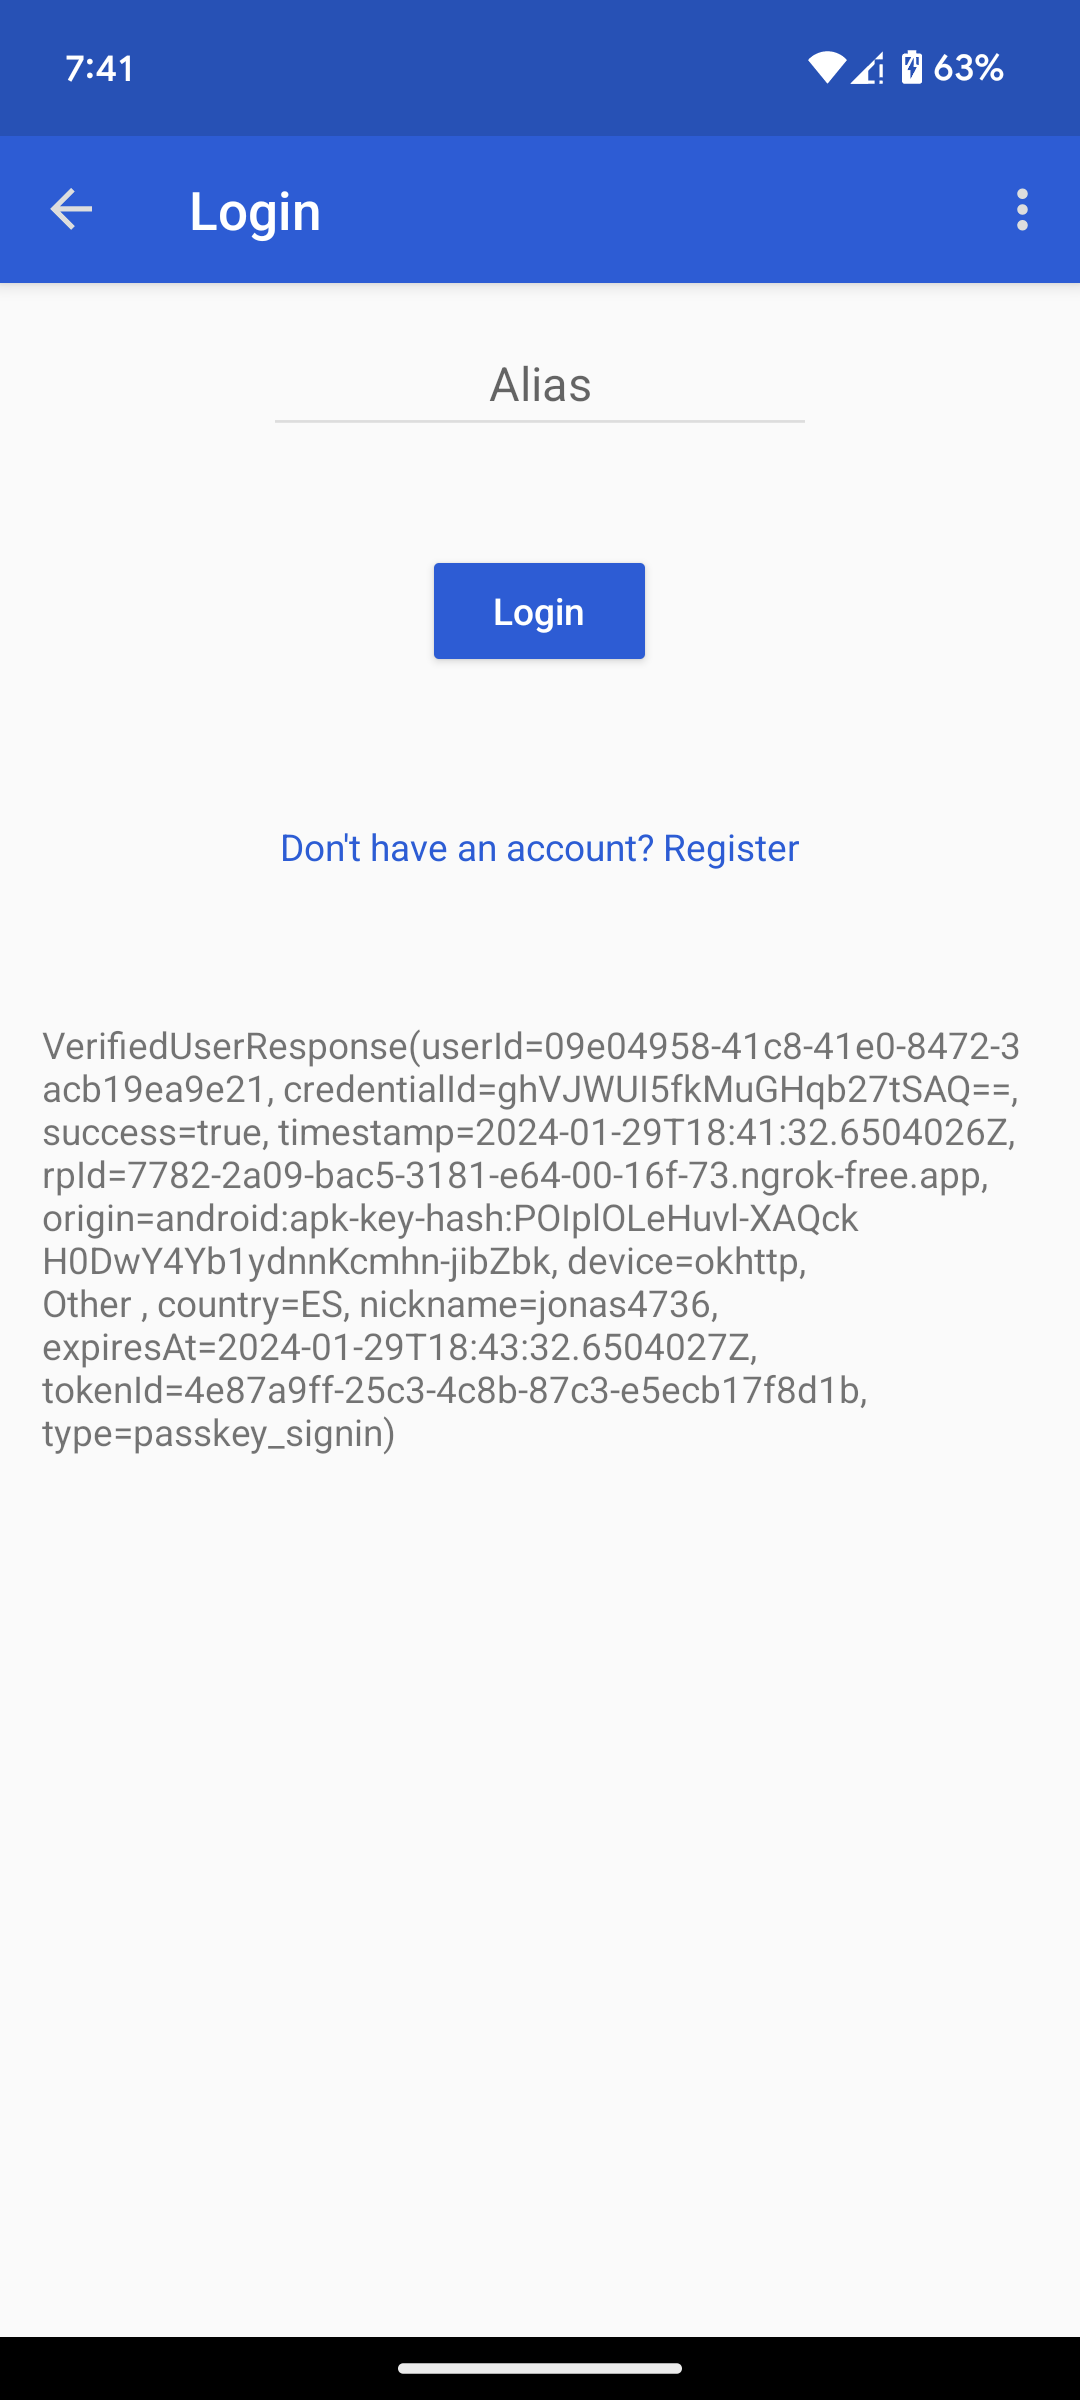 7:41
63%
Login
Alias
Login
Don't have an account? Register
VerifiedUserResponse(userId=09e04958-41c8-41e0-8472-3
acb19ea9e21, credentialId=ghVJWUI5fkMuGHqb27tSAQ==,
success=true, timestamp=2024-01-29T18:41:32.6504026Z,
rpId=7782-2a09-bac5-3181-e64-00-16f-73.ngrok-free.app,
origin=android:apk-key-hash:POIplOLeHuvl-XAQck
H0DwY4Yb1ydnnKcmhn-jibZbk, device=okhttp,
Other , country=ES, nickname=jonas4736,
expiresAt=2024-01-29T18:43:32.6504027Z,
tokenId=4e87a9ff-25c3-4c8b-87c3-e5ecb17f8d1b,
type=passkey_signin)